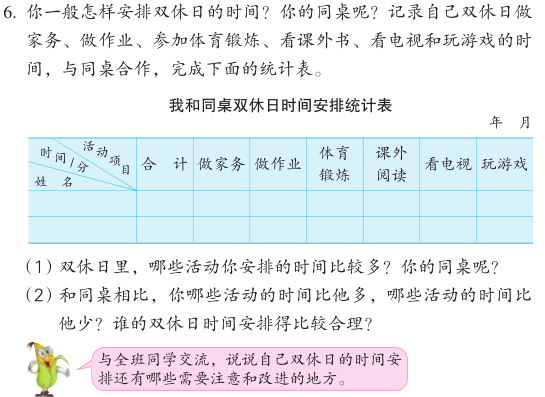 6. 你一般怎样安排双休日的时间？你的同桌呢？记录自己双休日做
家务、做作业、参加体育锻炼、看课外书、看电视和玩游戏的时
间，与同桌合作，完成下面的统计表。
我和同桌双休日时间安排统计表
年 月
时间/分 活动项目 姓名 合 计 做家务 做作业 体育锻炼 课外阅读 看电视 玩游戏
（1）双休日里，哪些活动你安排的时间比较多？你的同桌呢？
（2）和同桌相比，你哪些活动的时间比他多，哪些活动的时间比
他少？谁的双休日时间安排得比较合理？
与全班同学交流，说说自己双休日的时间安
排还有哪些需要注意和改进的地方。